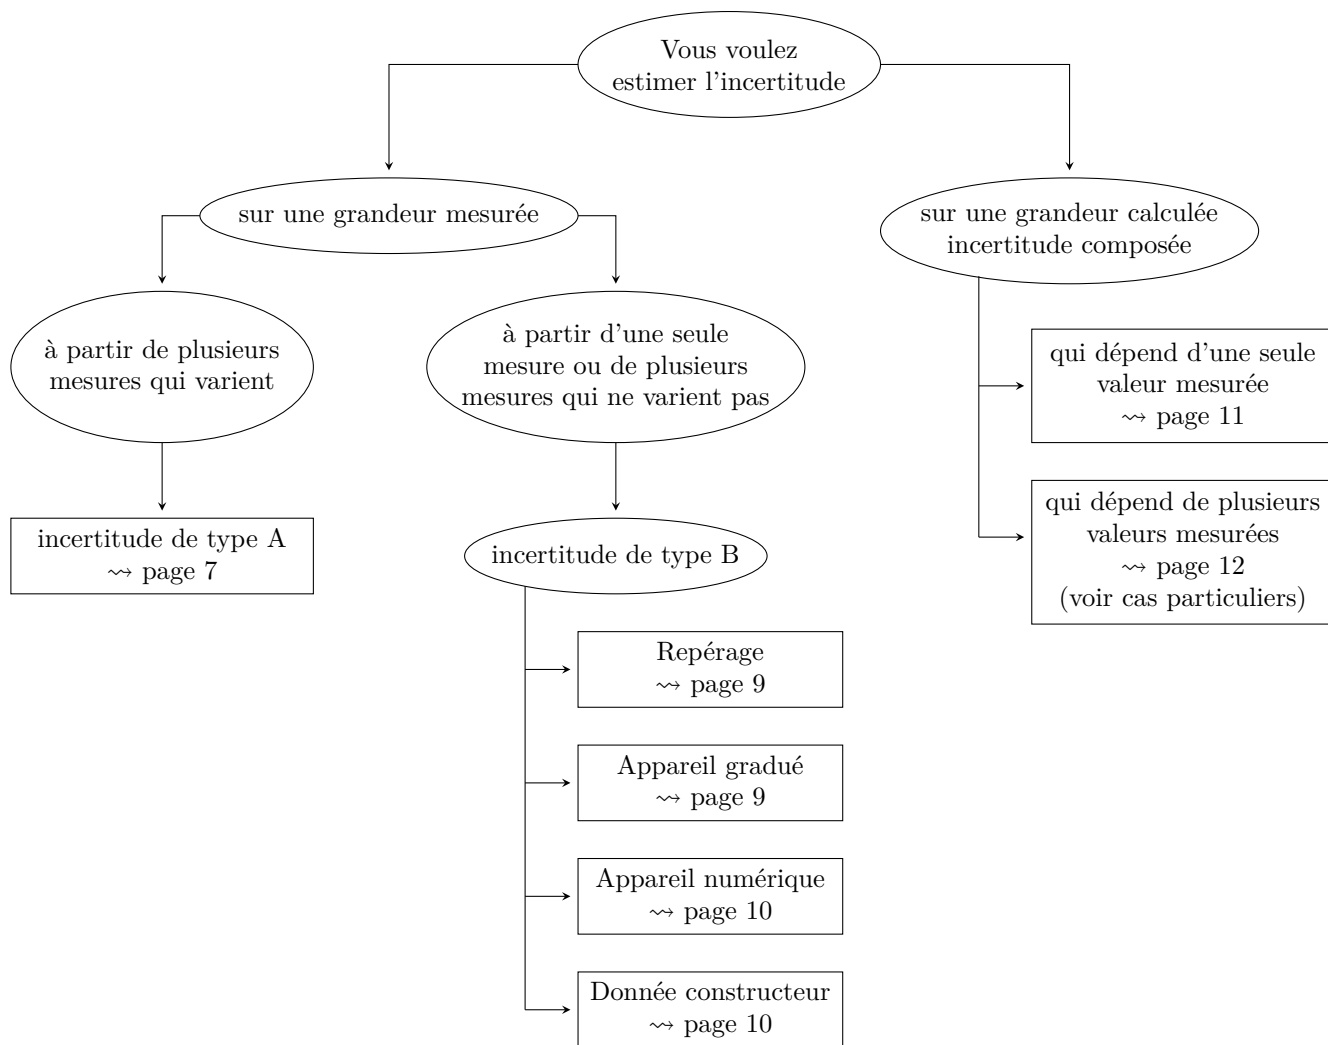 Vous voulez
estimer l'incertitude
sur une grandeur mesurée
sur une grandeur calculée
incertitude composée
à partir de plusieurs
mesures qui varient
à partir d'une seule
mesure ou de plusieurs
mesures qui ne varient pas
qui dépend d'une seule
valeur mesurée
⇝ page 11
qui dépend de plusieurs
valeurs mesurées
⇝ page 12
(voir cas particuliers)
incertitude de type A
⇝ page 7
incertitude de type B
Repérage
⇝ page 9
Appareil gradué
⇝ page 9
Appareil numérique
⇝ page 10
Donnée constructeur
⇝ page 10